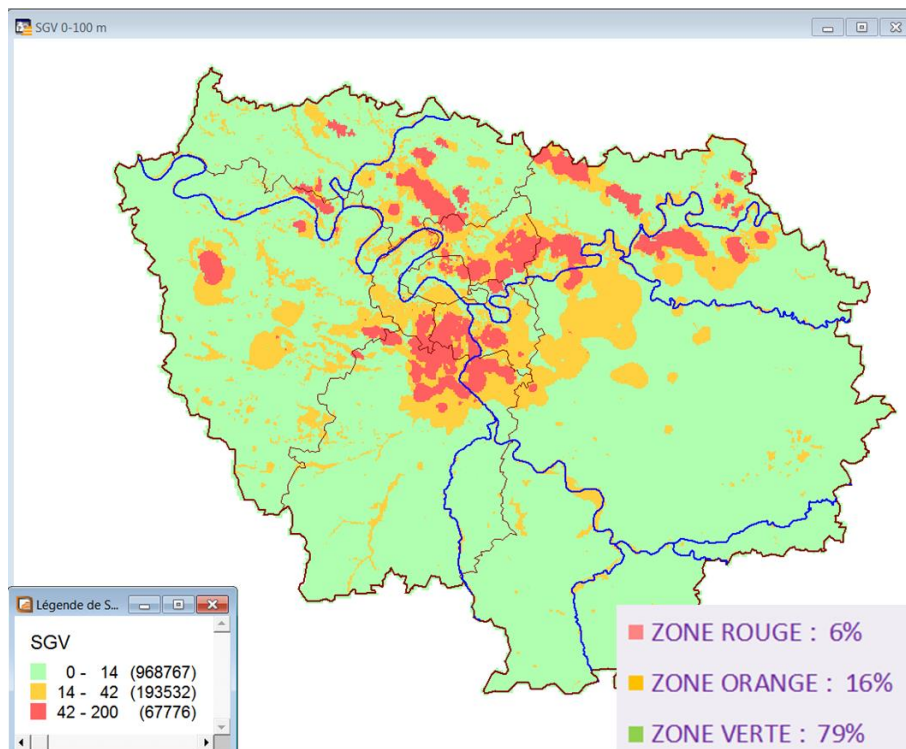 SGV 0-100 m
Légende de S...
SGV
0 - 14 (968767)
14 - 42 (193532)
42 - 200 (67776)
ZONE ROUGE : 6%
ZONE ORANGE : 16%
ZONE VERTE : 79%